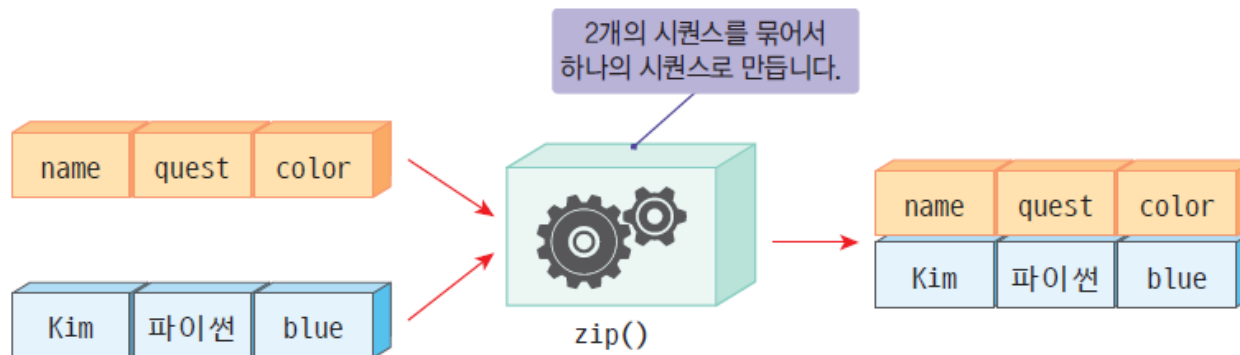 2개의 시퀀스를 묶어서
하나의 시퀀스로 만듭니다.
name quest color
Kim 파이썬 blue
zip()
name quest color
Kim 파이썬 blue